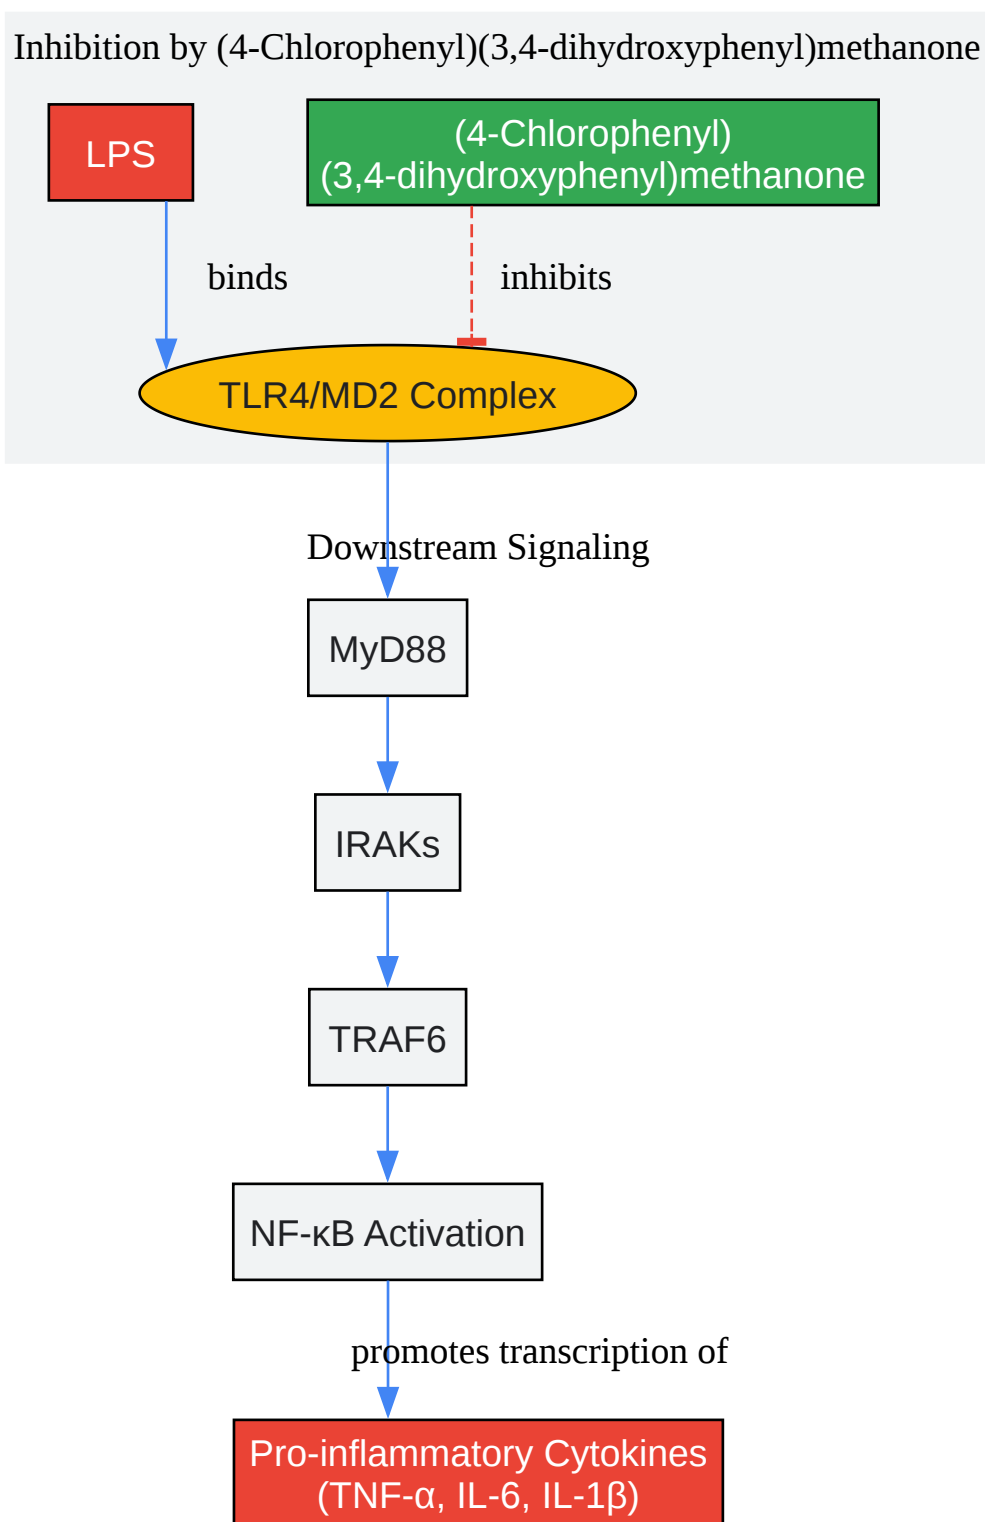 Inhibition by (4-Chlorophenyl)(3,4-dihydroxyphenyl)methanone
LPS
(4-Chlorophenyl)
(3,4-dihydroxyphenyl)methanone
binds
inhibits
TLR4/MD2 Complex
Downstream Signaling
MyD88
IRAKs
TRAF6
NF-κB Activation
promotes transcription of
Pro-inflammatory Cytokines
(TNF-α, IL-6, IL-1β)